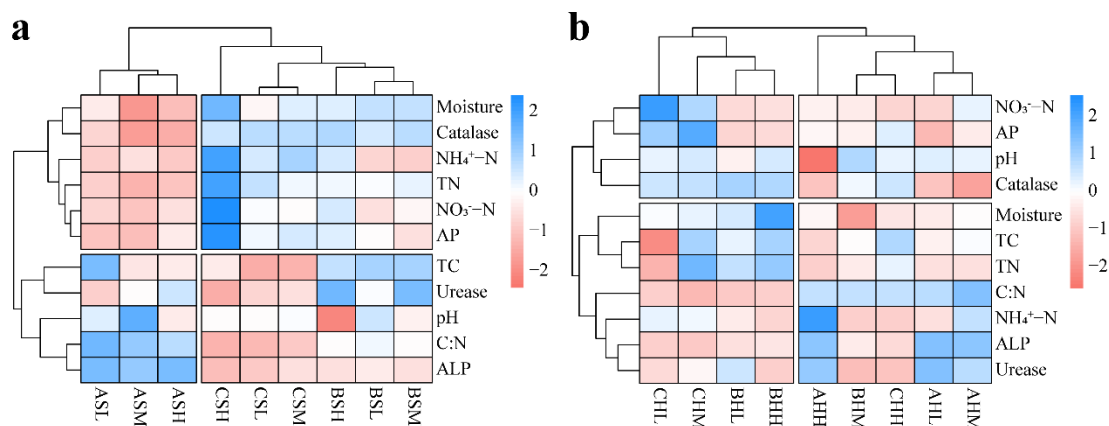 a
Moisture
Catalase
NH₄⁺−N
TN
NO₃⁻−N
AP
TC
Urease
pH
C:N
ALP
ASL ASM ASH CSH CSL CSM BSH BSL BSM
2
1
0
−1
−2
b
NO₃⁻−N
AP
pH
Catalase
Moisture
TC
TN
C:N
NH₄⁺−N
ALP
Urease
CHL CHM BHL BHH AHH BHM CHH AHL AHM
2
1
0
−1
−2